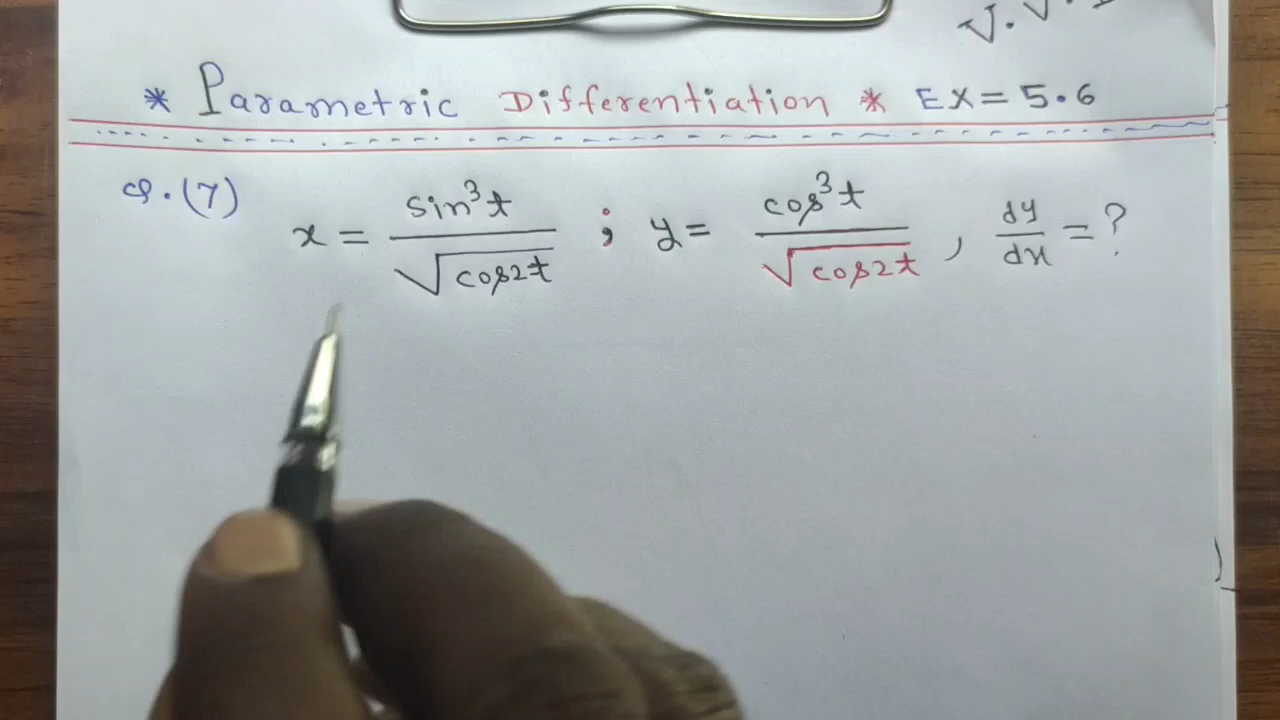 * Parametric Differentiation * EX = 5.6
Q.(7) x = sin³t / √cos2t ; y = cos³t / √cos2t , dy/dx = ?